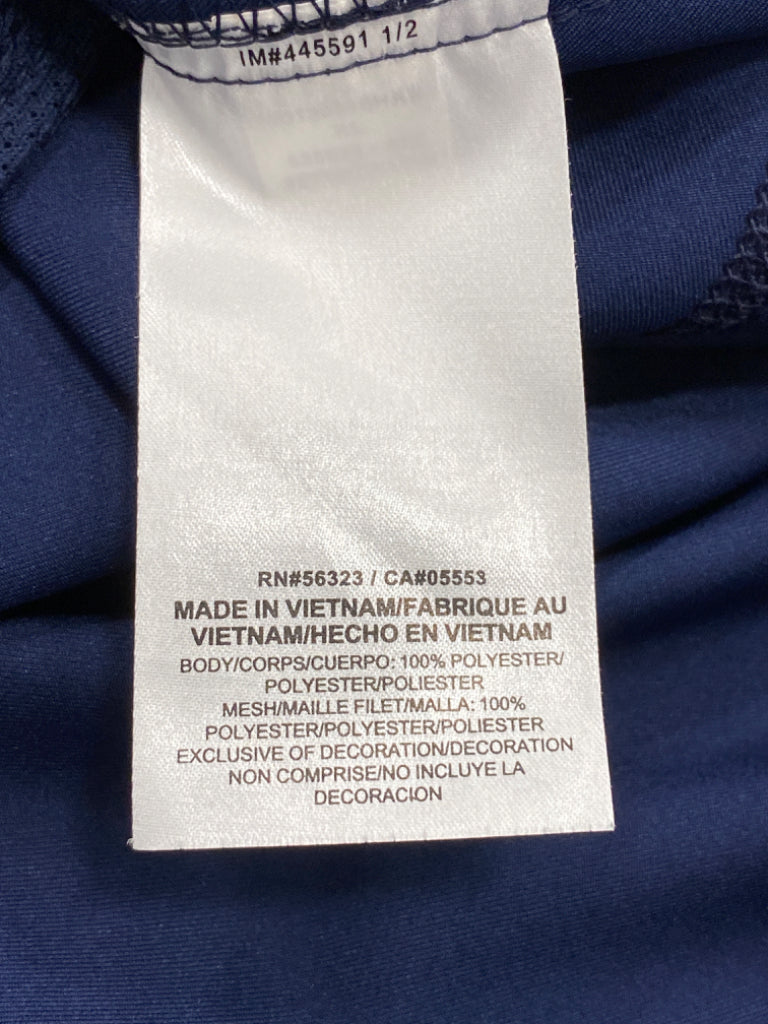 IM#445591 1/2
RN#56323 / CA#05553
MADE IN VIETNAM/FABRIQUE AU
VIETNAM/HECHO EN VIETNAM
BODY/CORPS/CUERPO: 100% POLYESTER/
POLYESTER/POLIESTER
MESH/MAILLE FILET/MALLA: 100%
POLYESTER/POLYESTER/POLIESTER
EXCLUSIVE OF DECORATION/DECORATION
NON COMPRISE/NO INCLUYE LA
DECORACION